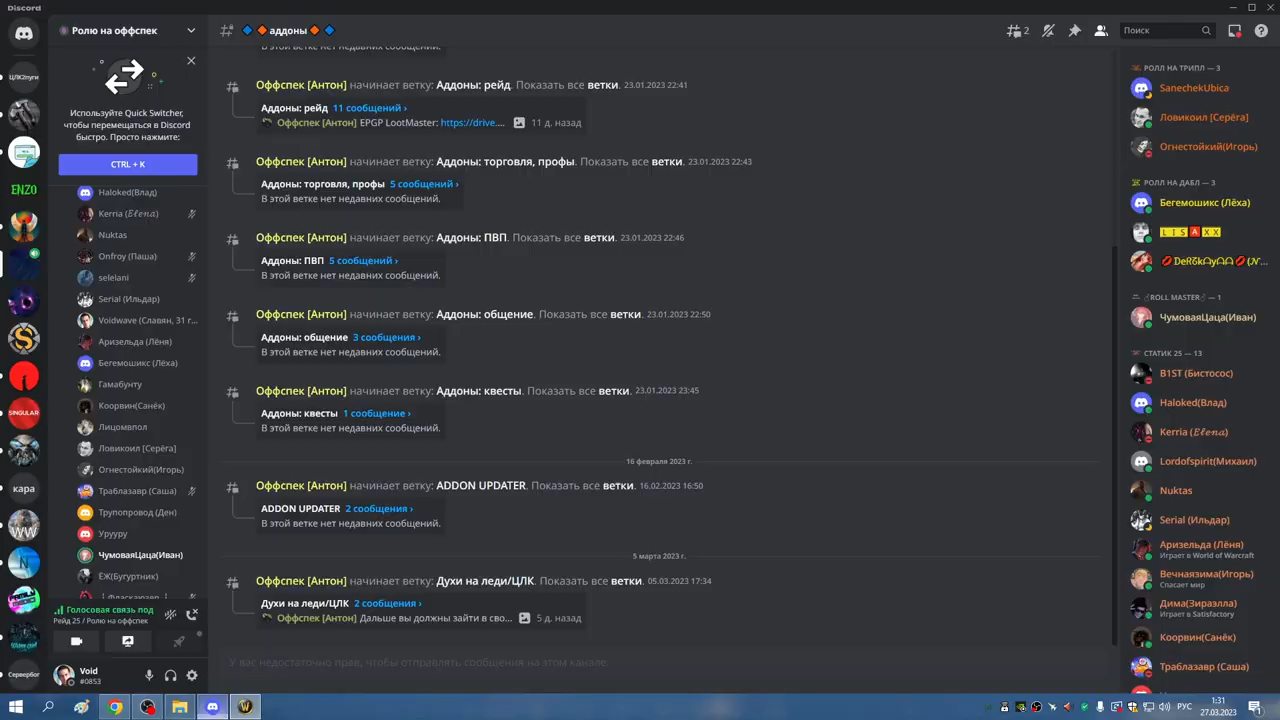 Discord
Ролю на оффспек
Используйте Quick Switcher,
чтобы перемещаться в Discord
быстро. Просто нажмите:
CTRL + K
Haloked(Влад)
Kerria (𝓔𝓵𝓮𝓷𝓪)
Nuktas
Onfroy (Паша)
selelani
Serial (Ильдар)
Voidwave (Славян, 31 г...
Аризельда (Лёня)
Бегемошикс (Лёха)
Гамабунту
Коорвин(Санёк)
Лицомвпол
Ловикоил [Серёга]
Огнестойкий(Игорь)
Траблазавр (Саша)
Трупопровод (Ден)
Урууру
ЧумоваяЦаца(Иван)
ЁЖ(Бугуртник)
Голосовая связь под
Рейд 25 / Ролю на оффспек
Void
#0853
ЦЛК2пуги
ENZO
SINGULAR
кара
WW
N
Сервербог
аддоны
2
Поиск
В этой ветке нет недавних сообщений.
Оффспек [Антон] начинает ветку: Аддоны: рейд. Показать все ветки. 23.01.2023 22:41
Аддоны: рейд 11 сообщений ›
Оффспек [Антон] EPGP LootMaster: https://drive.... 11 д. назад
Оффспек [Антон] начинает ветку: Аддоны: торговля, профы. Показать все ветки. 23.01.2023 22:43
Аддоны: торговля, профы 5 сообщений ›
В этой ветке нет недавних сообщений.
Оффспек [Антон] начинает ветку: Аддоны: ПВП. Показать все ветки. 23.01.2023 22:46
Аддоны: ПВП 5 сообщений ›
В этой ветке нет недавних сообщений.
Оффспек [Антон] начинает ветку: Аддоны: общение. Показать все ветки. 23.01.2023 22:50
Аддоны: общение 3 сообщения ›
В этой ветке нет недавних сообщений.
Оффспек [Антон] начинает ветку: Аддоны: квесты. Показать все ветки. 23.01.2023 23:45
Аддоны: квесты 1 сообщение ›
В этой ветке нет недавних сообщений.
16 февраля 2023 г.
Оффспек [Антон] начинает ветку: ADDON UPDATER. Показать все ветки. 16.02.2023 16:50
ADDON UPDATER 2 сообщения ›
В этой ветке нет недавних сообщений.
5 марта 2023 г.
Оффспек [Антон] начинает ветку: Духи на леди/ЦЛК. Показать все ветки. 05.03.2023 17:34
Духи на леди/ЦЛК 2 сообщения ›
Оффспек [Антон] Дальше вы должны зайти в сво... 5 д. назад
У вас недостаточно прав, чтобы отправлять сообщения на этом канале.
РОЛЛ НА ТРИПЛ — 3
SanechekUbica
Ловикоил [Серёга]
Огнестойкий(Игорь)
РОЛЛ НА ДАБЛ — 3
Бегемошикс (Лёха)
L I S A X X
ROLL MASTER — 1
ЧумоваяЦаца(Иван)
СТАТИК 25 — 13
B1ST (Бистосос)
Haloked(Влад)
Kerria (𝓔𝓵𝓮𝓷𝓪)
Lordofspirit(Михаил)
Nuktas
Serial (Ильдар)
Аризельда (Лёня)
Играет в World of Warcraft
Вечнаязима(Игорь)
Спасает мир
Дима(Зираэлла)
Играет в Satisfactory
Коорвин(Санёк)
Траблазавр (Саша)
РУС
1:31
27.03.2023
1